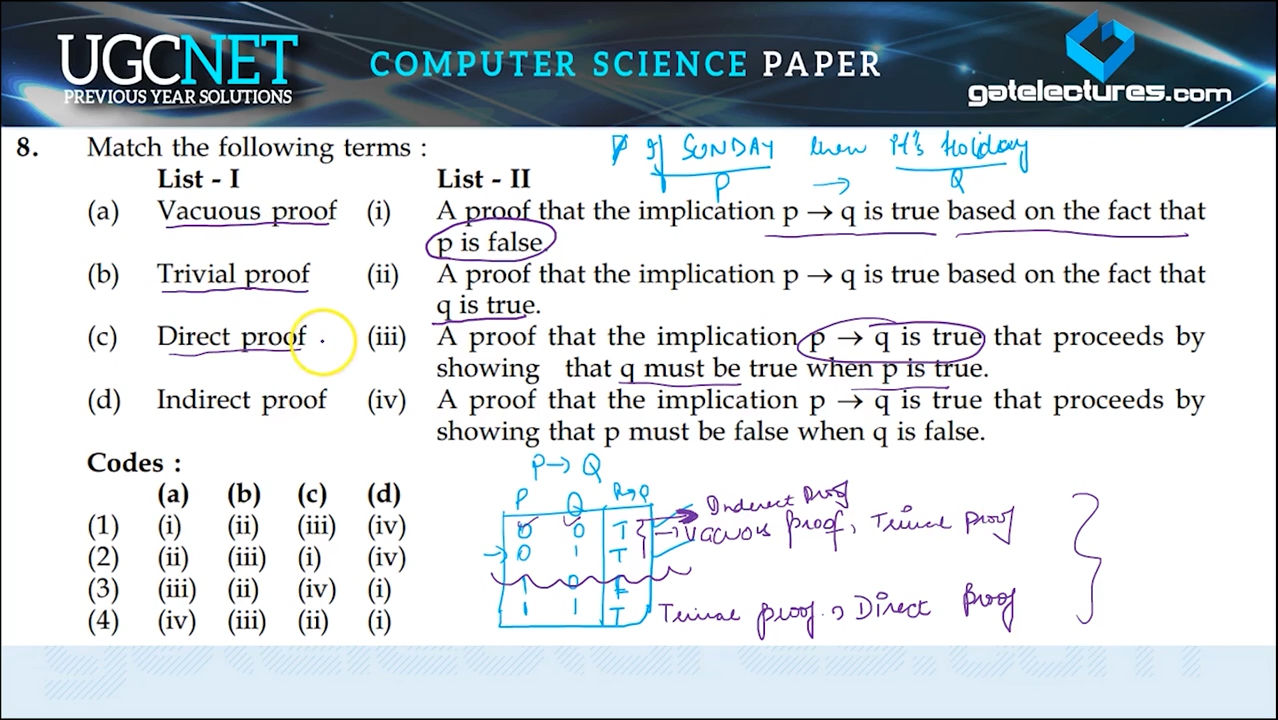 UGCNET
PREVIOUS YEAR SOLUTIONS
COMPUTER SCIENCE PAPER
gatelectures.com
8. Match the following terms :
If SUNDAY then it's Holiday
P → Q
List - I List - II
(a) Vacuous proof (i) A proof that the implication p → q is true based on the fact that
p is false.
(b) Trivial proof (ii) A proof that the implication p → q is true based on the fact that
q is true.
(c) Direct proof (iii) A proof that the implication p → q is true that proceeds by
showing that q must be true when p is true.
(d) Indirect proof (iv) A proof that the implication p → q is true that proceeds by
showing that p must be false when q is false.
Codes :
(a) (b) (c) (d)
(1) (i) (ii) (iii) (iv)
(2) (ii) (iii) (i) (iv)
(3) (iii) (ii) (iv) (i)
(4) (iv) (iii) (ii) (i)
P → Q
P Q P→Q
0 0 T
0 1 T
1 0 F
1 1 T
Inderect Proof
→ Vacuous proof, Trivial proof
Trivial proof, Direct proof